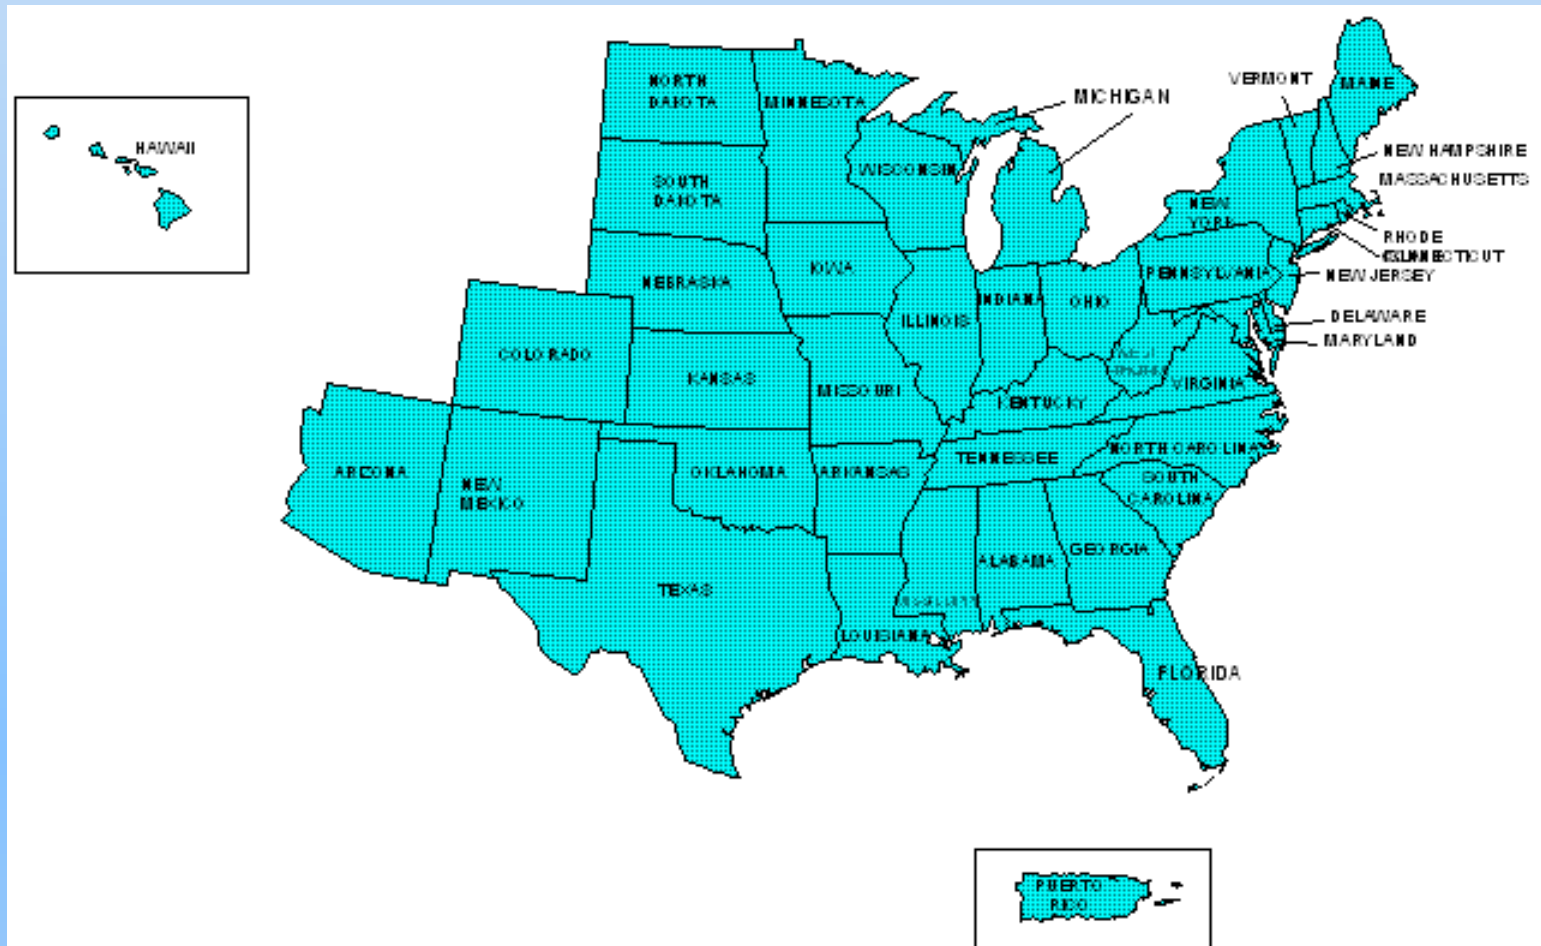 NORTH
DAKOTA
MINNESOTA
MICHIGAN
VERMONT
MAINE
HAWAII
WISCONSIN
NEW HAMPSHIRE
MASSACHUSETTS
SOUTH
DAKOTA
NEW
YORK
RHODE
CONNECTICUT
NEW JERSEY
NEBRASKA
IOWA
PENNSYLVANIA
ILLINOIS
INDIANA
OHIO
DELAWARE
MARYLAND
COLORADO
KANSAS
MISSOURI
WEST
VIRGINIA
KENTUCKY
ARIZONA
NEW
MEXICO
OKLAHOMA
ARKANSAS
TENNESSEE
NORTH CAROLINA
SOUTH
CAROLINA
TEXAS
ALABAMA
GEORGIA
MISSISSIPPI
LOUISIANA
FLORIDA
PUERTO
RICO